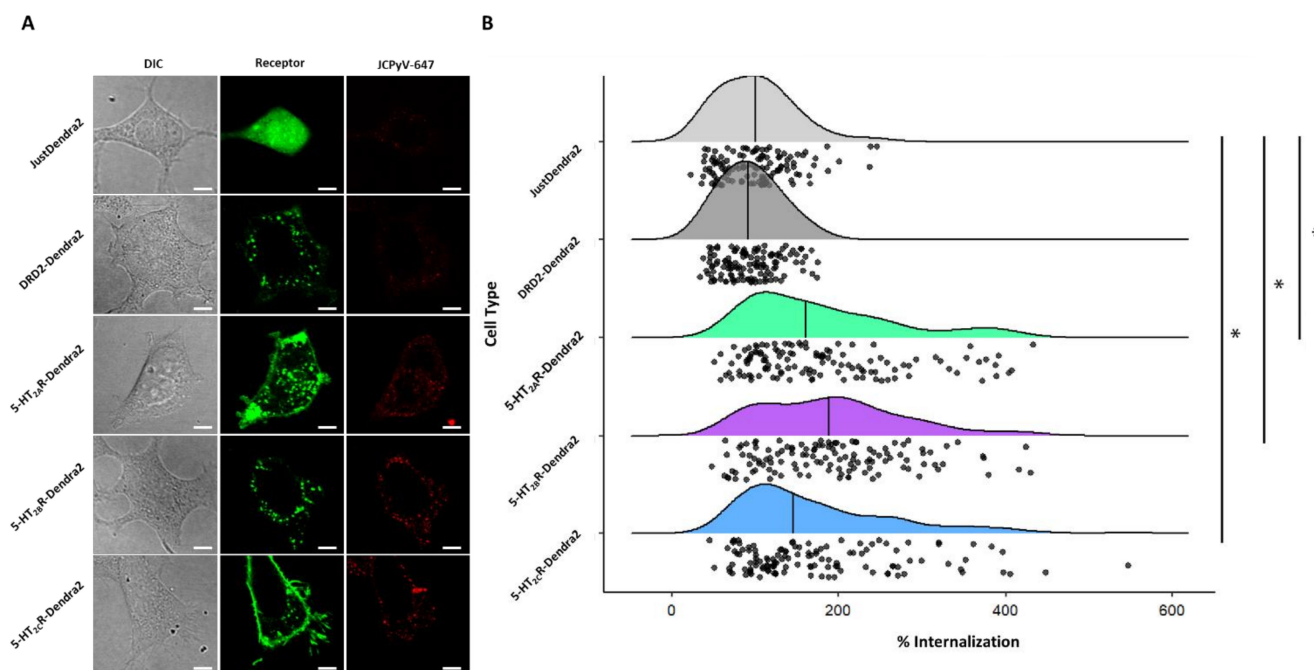 A
B
DIC
Receptor
JCPyV-647
JustDendra2
DRD2-Dendra2
5-HT2AR-Dendra2
5-HT2BR-Dendra2
5-HT2CR-Dendra2
Cell Type
JustDendra2
DRD2-Dendra2
5-HT2AR-Dendra2
5-HT2BR-Dendra2
5-HT2CR-Dendra2
*
*
0
200
400
600
% Internalization